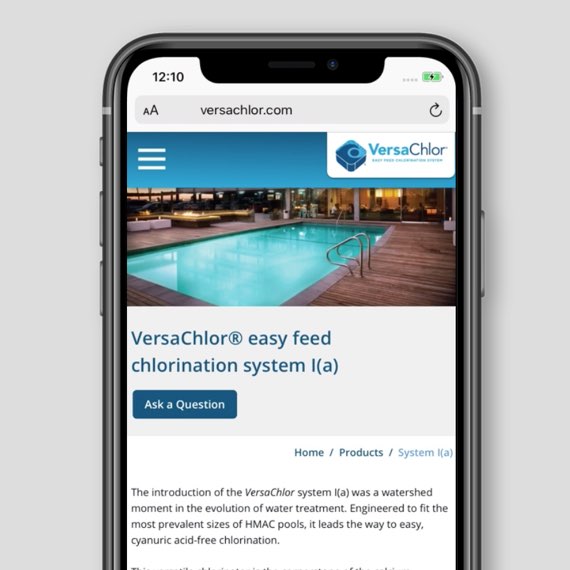 12:10
AA versachlor.com
VersaChlor
EASY FEED CHLORINATION SYSTEM
VersaChlor® easy feed
chlorination system I(a)
Ask a Question
Home / Products / System I(a)
The introduction of the VersaChlor system I(a) was a watershed
moment in the evolution of water treatment. Engineered to fit the
most prevalent sizes of HMAC pools, it leads the way to easy,
cyanuric acid-free chlorination.